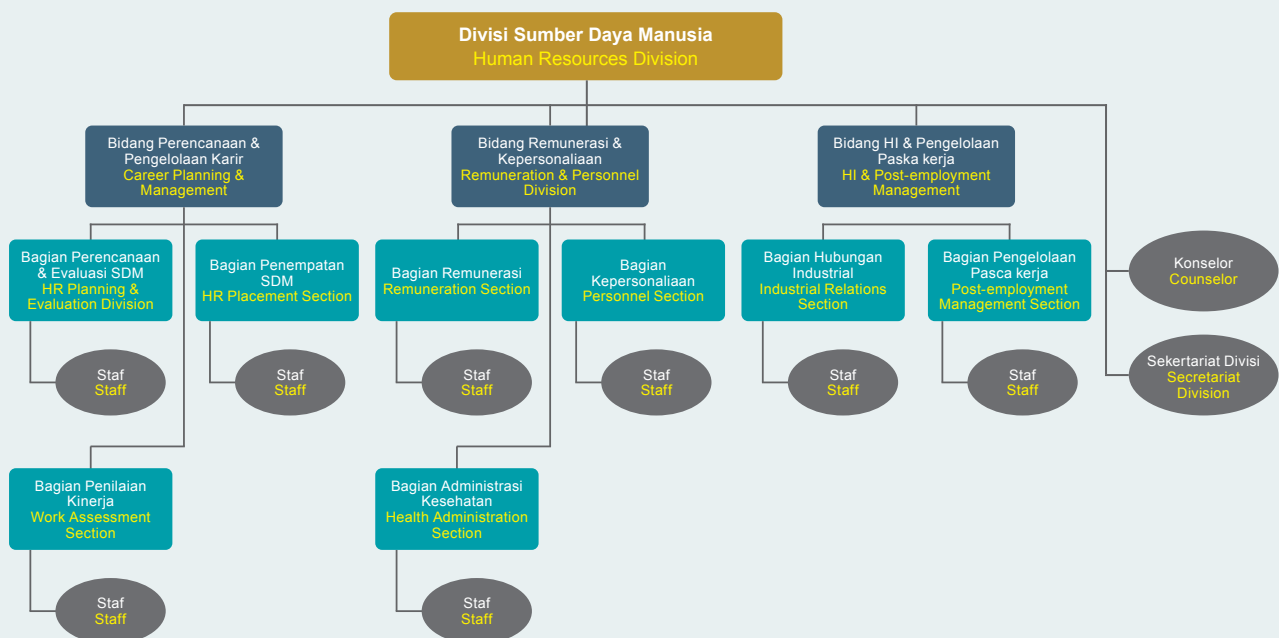 Divisi Sumber Daya Manusia
Human Resources Division
Bidang Perencanaan &
Pengelolaan Karir
Career Planning &
Management
Bidang Remunerasi &
Kepersonaliaan
Remuneration & Personnel
Division
Bidang HI & Pengelolaan
Paska kerja
HI & Post-employment
Management
Bagian Perencanaan
& Evaluasi SDM
HR Planning &
Evaluation Division
Bagian Penempatan
SDM
HR Placement Section
Bagian Remunerasi
Remuneration Section
Bagian
Kepersonaliaan
Personnel Section
Bagian Hubungan
Industrial
Industrial Relations
Section
Bagian Pengelolaan
Pasca kerja
Post-employment
Management Section
Konselor
Counselor
Staf
Staff
Staf
Staff
Staf
Staff
Staf
Staff
Staf
Staff
Staf
Staff
Sekertariat Divisi
Secretariat
Division
Bagian Penilaian
Kinerja
Work Assessment
Section
Bagian Administrasi
Kesehatan
Health Administration
Section
Staf
Staff
Staf
Staff